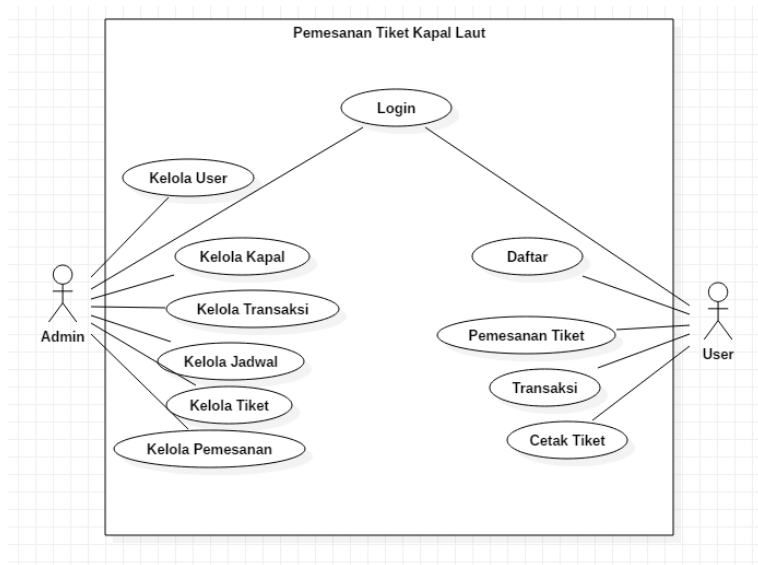 Pemesanan Tiket Kapal Laut
Login
Kelola User
Kelola Kapal
Daftar
Kelola Transaksi
Admin
Pemesanan Tiket
User
Kelola Jadwal
Transaksi
Kelola Tiket
Cetak Tiket
Kelola Pemesanan